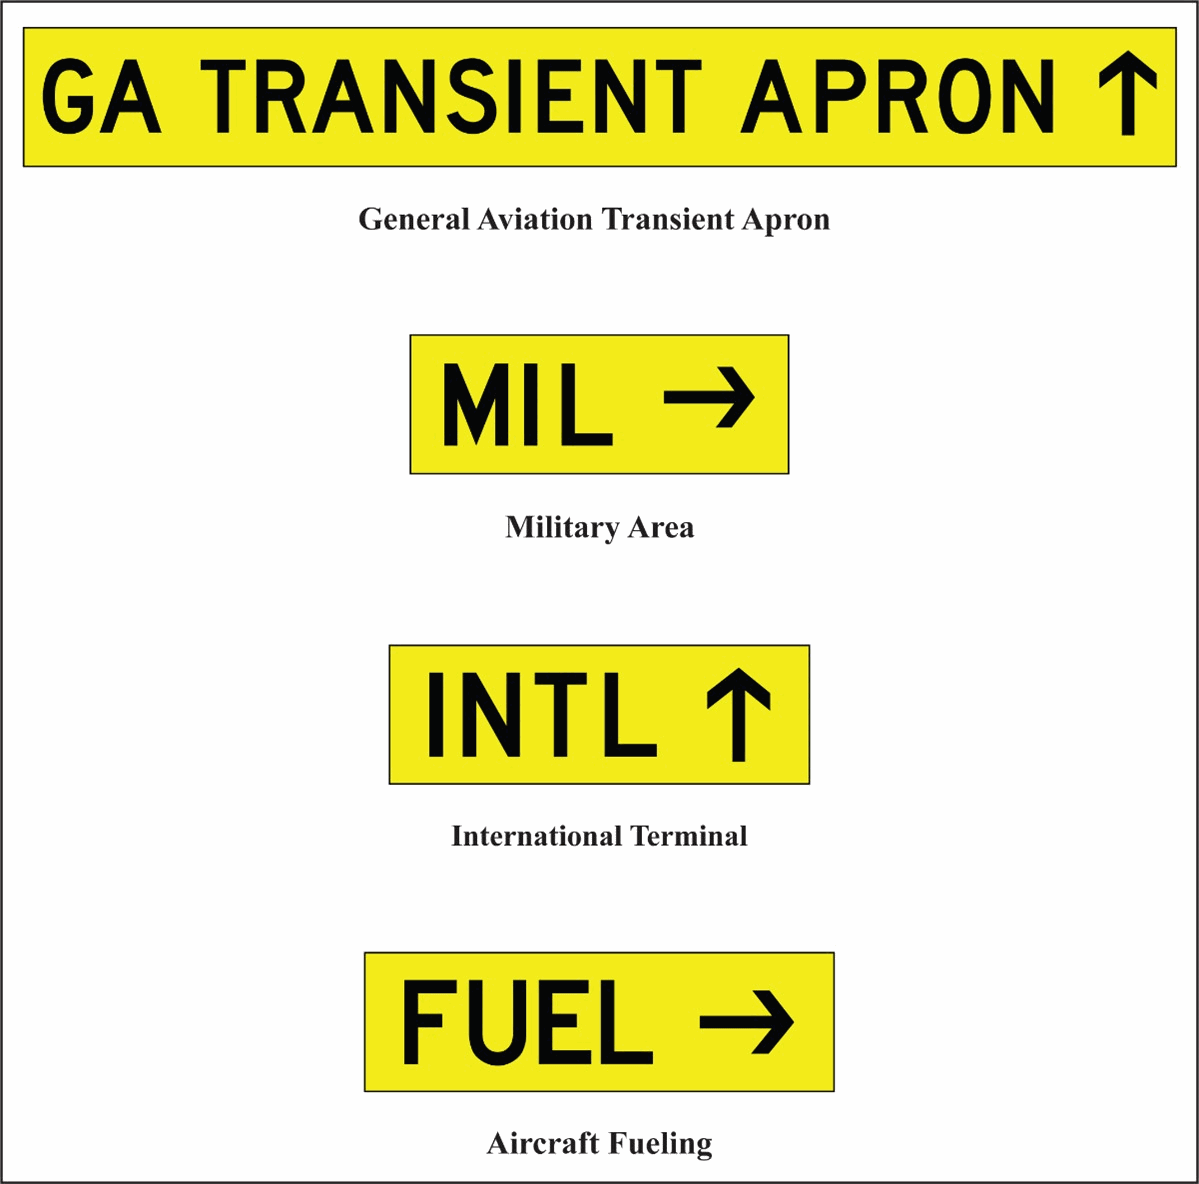 GA TRANSIENT APRON ↑
General Aviation Transient Apron
MIL →
Military Area
INTL ↑
International Terminal
FUEL →
Aircraft Fueling